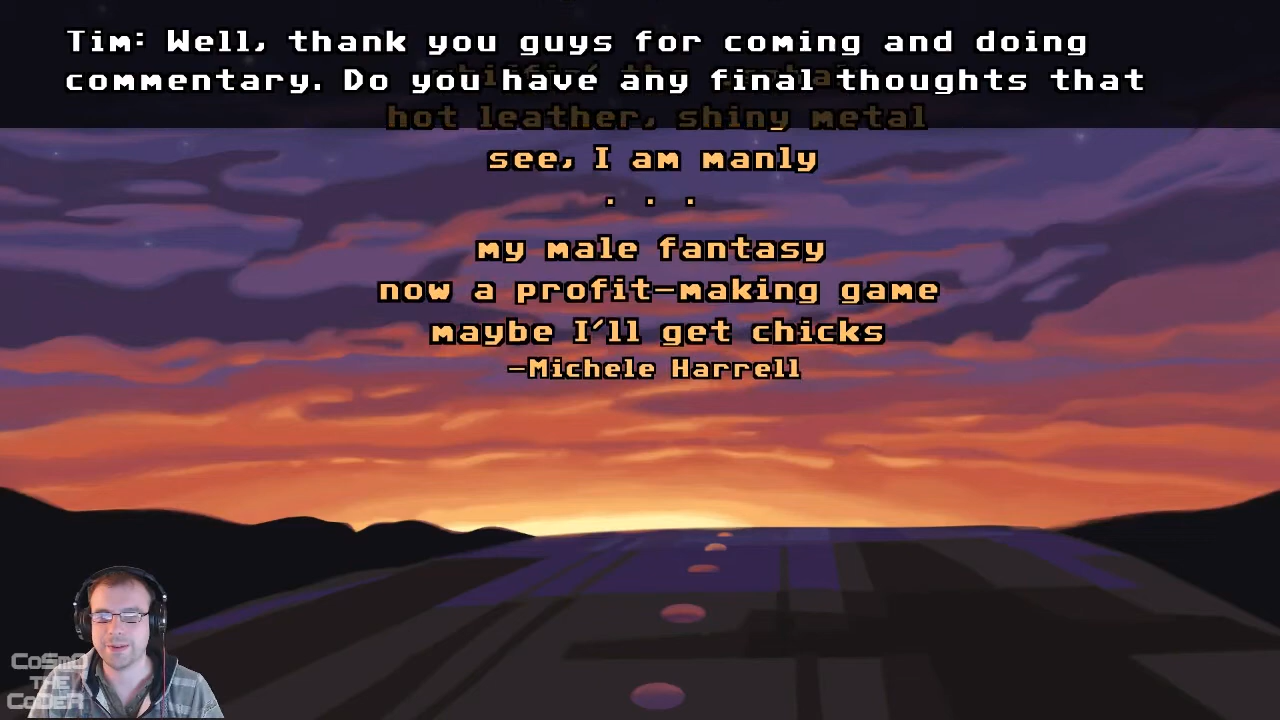 Tim: Well, thank you guys for coming and doing
commentary. Do you have any final thoughts that
hot leather, shiny metal
see, I am manly
. . .
my male fantasy
now a profit-making game
maybe I'll get chicks
-Michele Harrell
CoSmO
THE
CoDeR